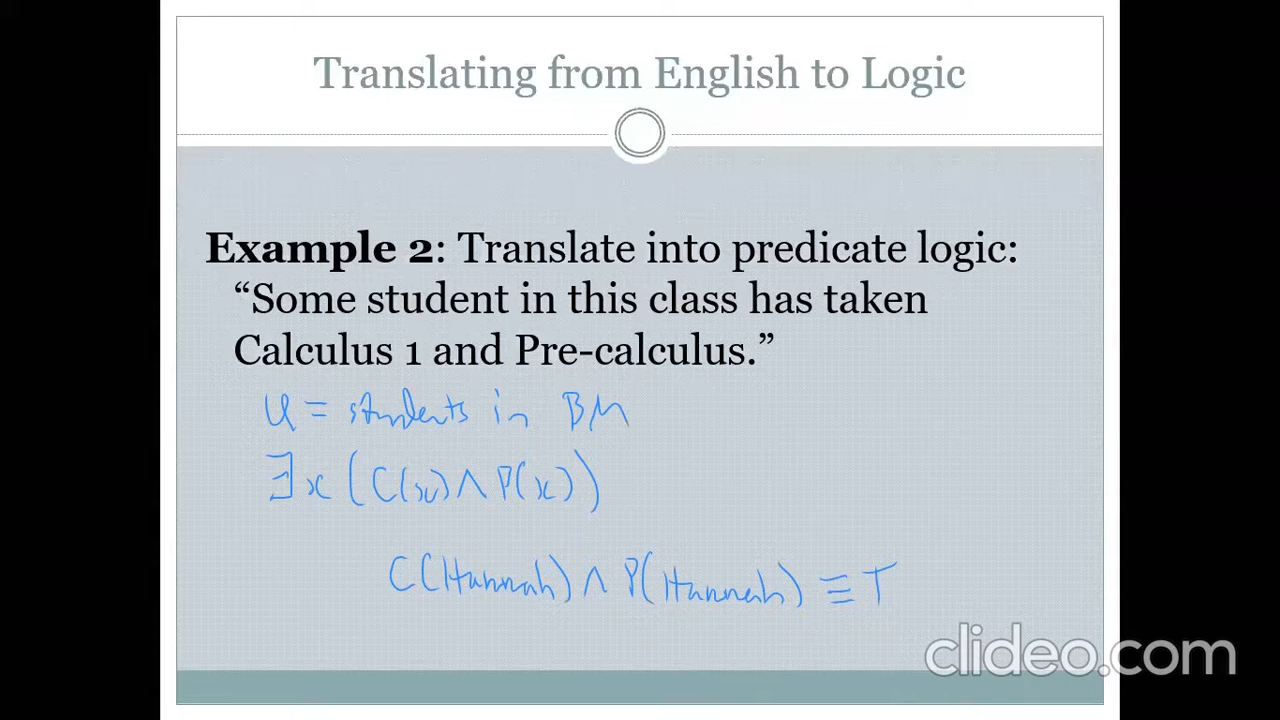 Translating from English to Logic
Example 2: Translate into predicate logic:
“Some student in this class has taken
Calculus 1 and Pre-calculus.”
U = students in BM
∃x (C(x) ∧ P(x))
C(Hannah) ∧ P(Hannah) ≡ T
clideo.com